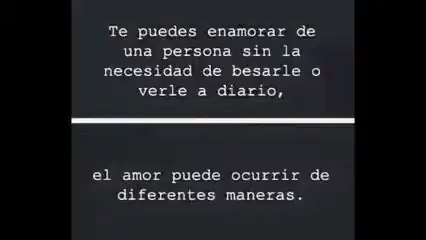 Te puedes enamorar de
una persona sin la
necesidad de besarle o
verle a diario,
el amor puede ocurrir de
diferentes maneras.